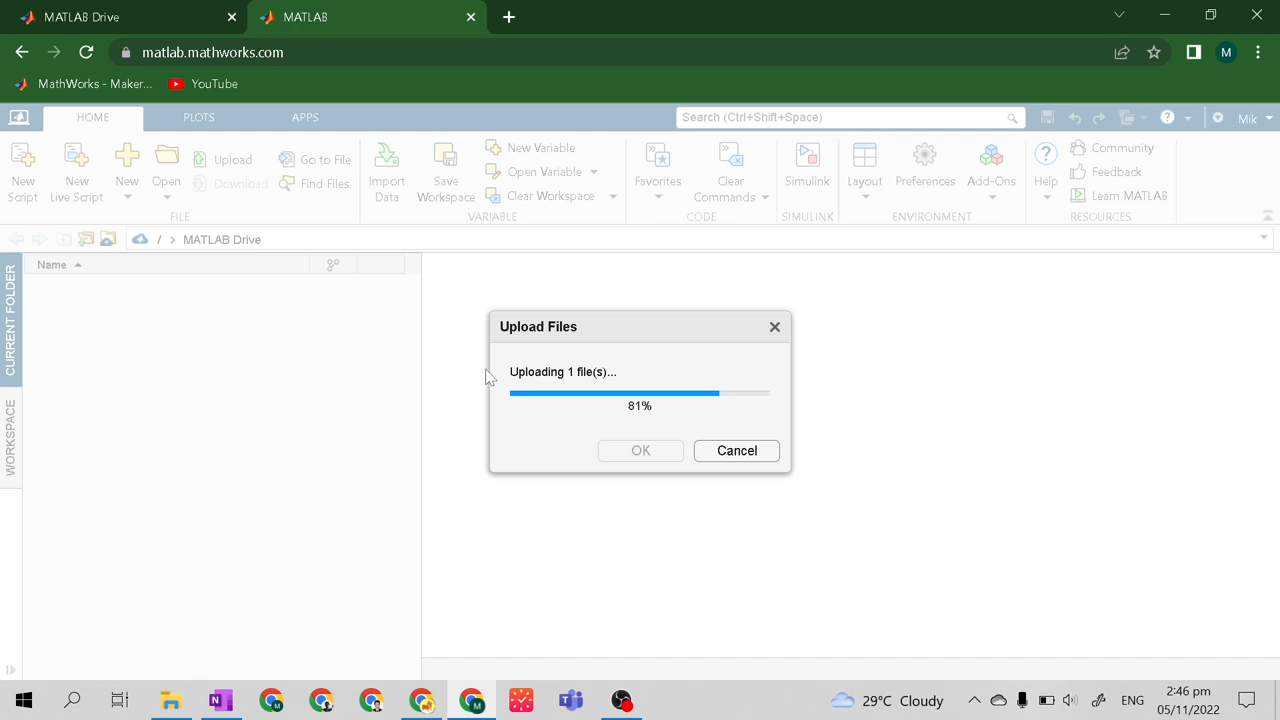 MATLAB Drive
MATLAB
matlab.mathworks.com
M
MathWorks - Maker...
YouTube
HOME
PLOTS
APPS
Search (Ctrl+Shift+Space)
Mik
New Script
New Live Script
New
Open
Upload
Download
Go to File
Find Files
FILE
Import Data
Save Workspace
New Variable
Open Variable
Clear Workspace
VARIABLE
Favorites
Clear Commands
CODE
Simulink
SIMULINK
Layout
Preferences
Add-Ons
ENVIRONMENT
Help
Community
Feedback
Learn MATLAB
RESOURCES
/ > MATLAB Drive
CURRENT FOLDER
WORKSPACE
Name
Upload Files
Uploading 1 file(s)...
81%
OK
Cancel
29°C Cloudy
ENG
2:46 pm
05/11/2022